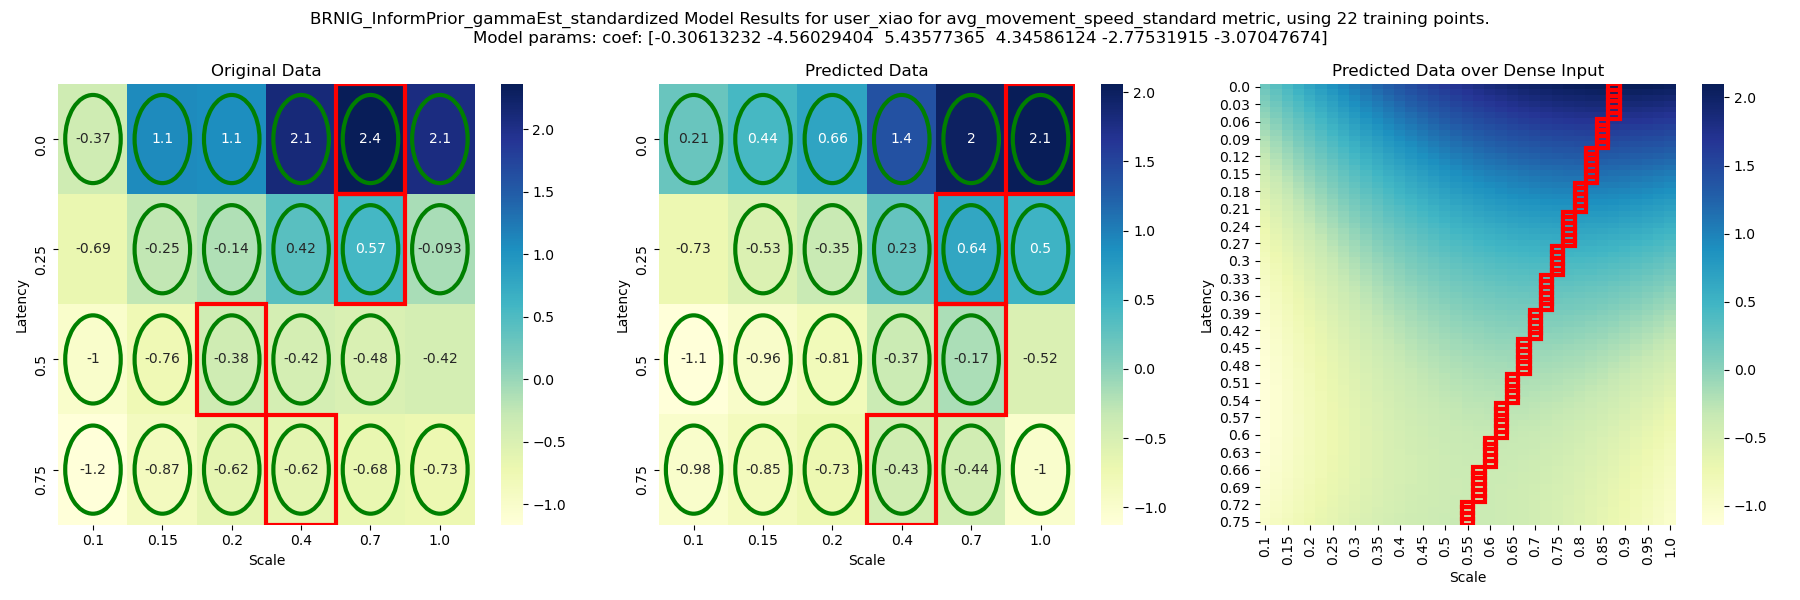 BRNIG_InformPrior_gammaEst_standardized Model Results for user_xiao for avg_movement_speed_standard metric, using 22 training points.
Model params: coef: [-0.30613232 -4.56029404  5.43577365  4.34586124 -2.77531915 -3.07047674]
Original Data
Latency
0.0
-0.37 1.1 1.1 2.1 2.4 2.1
0.25
-0.69 -0.25 -0.14 0.42 0.57 -0.093
0.5
-1 -0.76 -0.38 -0.42 -0.48 -0.42
0.75
-1.2 -0.87 -0.62 -0.62 -0.68 -0.73
0.1 0.15 0.2 0.4 0.7 1.0
Scale
2.0
1.5
1.0
0.5
0.0
−0.5
−1.0
Predicted Data
Latency
0.0
0.21 0.44 0.66 1.4 2 2.1
0.25
-0.73 -0.53 -0.35 0.23 0.64 0.5
0.5
-1.1 -0.96 -0.81 -0.37 -0.17 -0.52
0.75
-0.98 -0.85 -0.73 -0.43 -0.44 -1
0.1 0.15 0.2 0.4 0.7 1.0
Scale
2.0
1.5
1.0
0.5
0.0
−0.5
−1.0
Predicted Data over Dense Input
Latency
0.0
0.03
0.06
0.09
0.12
0.15
0.18
0.21
0.24
0.27
0.3
0.33
0.36
0.39
0.42
0.45
0.48
0.51
0.54
0.57
0.6
0.63
0.66
0.69
0.72
0.75
0.1 0.15 0.2 0.25 0.3 0.35 0.4 0.45 0.5 0.55 0.6 0.65 0.7 0.75 0.8 0.85 0.9 0.95 1.0
Scale
2.0
1.5
1.0
0.5
0.0
−0.5
−1.0